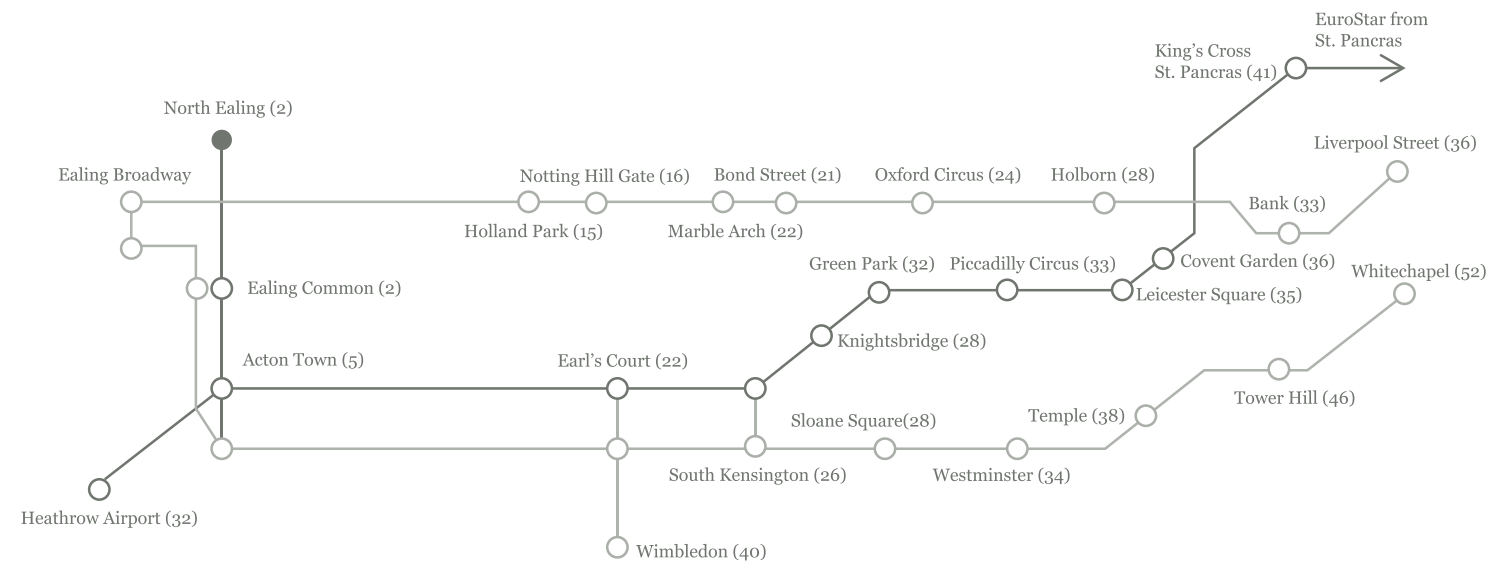 EuroStar from
St. Pancras
King’s Cross
St. Pancras (41)
North Ealing (2)
Liverpool Street (36)
Ealing Broadway
Notting Hill Gate (16)
Bond Street (21)
Oxford Circus (24)
Holborn (28)
Bank (33)
Holland Park (15)
Marble Arch (22)
Green Park (32)
Piccadilly Circus (33)
Covent Garden (36)
Whitechapel (52)
Ealing Common (2)
Leicester Square (35)
Knightsbridge (28)
Acton Town (5)
Earl’s Court (22)
Tower Hill (46)
Sloane Square(28)
Temple (38)
South Kensington (26)
Westminster (34)
Heathrow Airport (32)
Wimbledon (40)